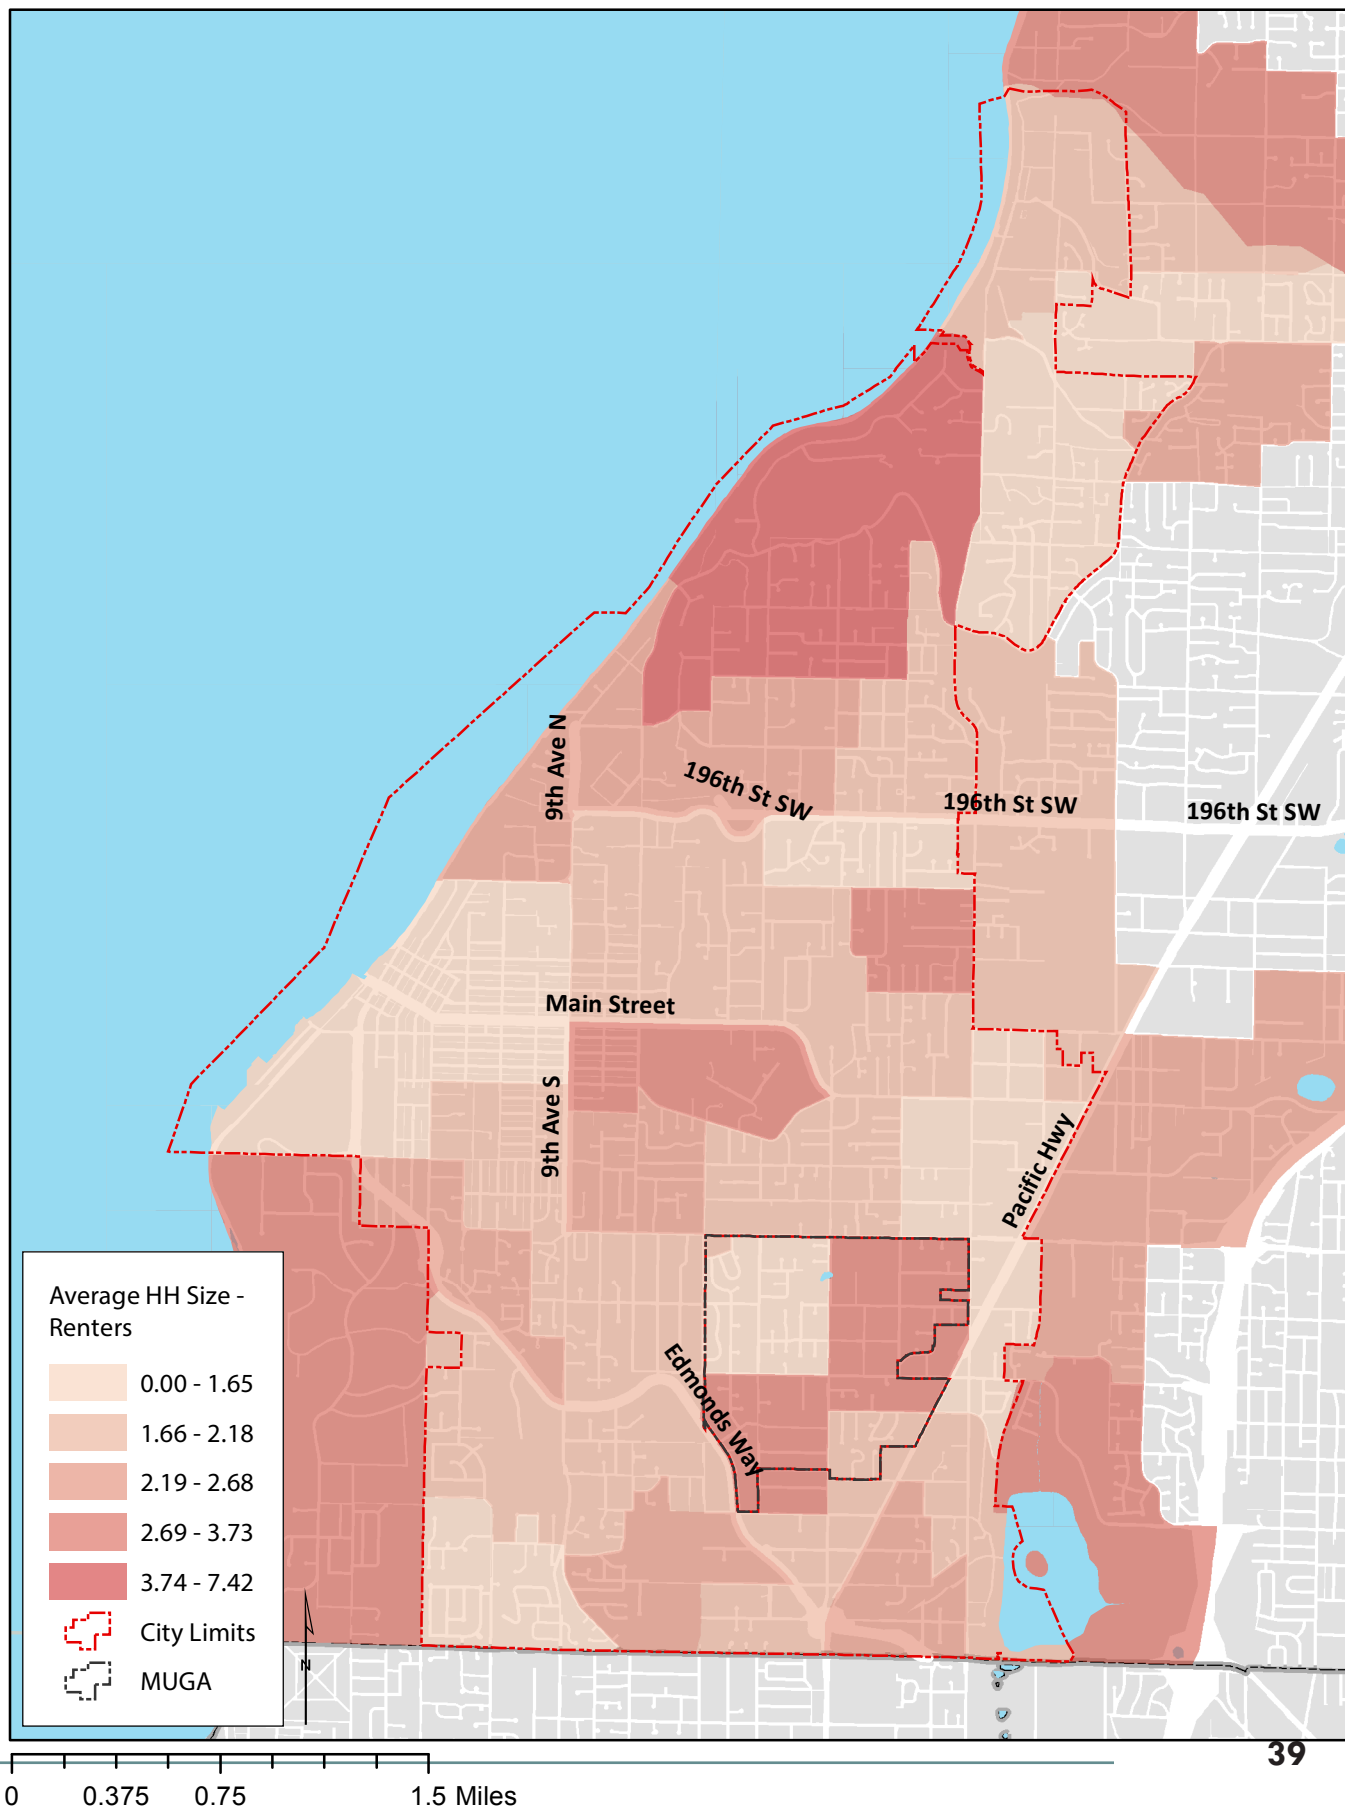 9th Ave N
196th St SW
196th St SW
196th St SW
Main Street
9th Ave S
Pacific Hwy
Edmonds Way
Average HH Size -
Renters
0.00 - 1.65
1.66 - 2.18
2.19 - 2.68
2.69 - 3.73
3.74 - 7.42
City Limits
MUGA
N
39
0 0.375 0.75 1.5 Miles